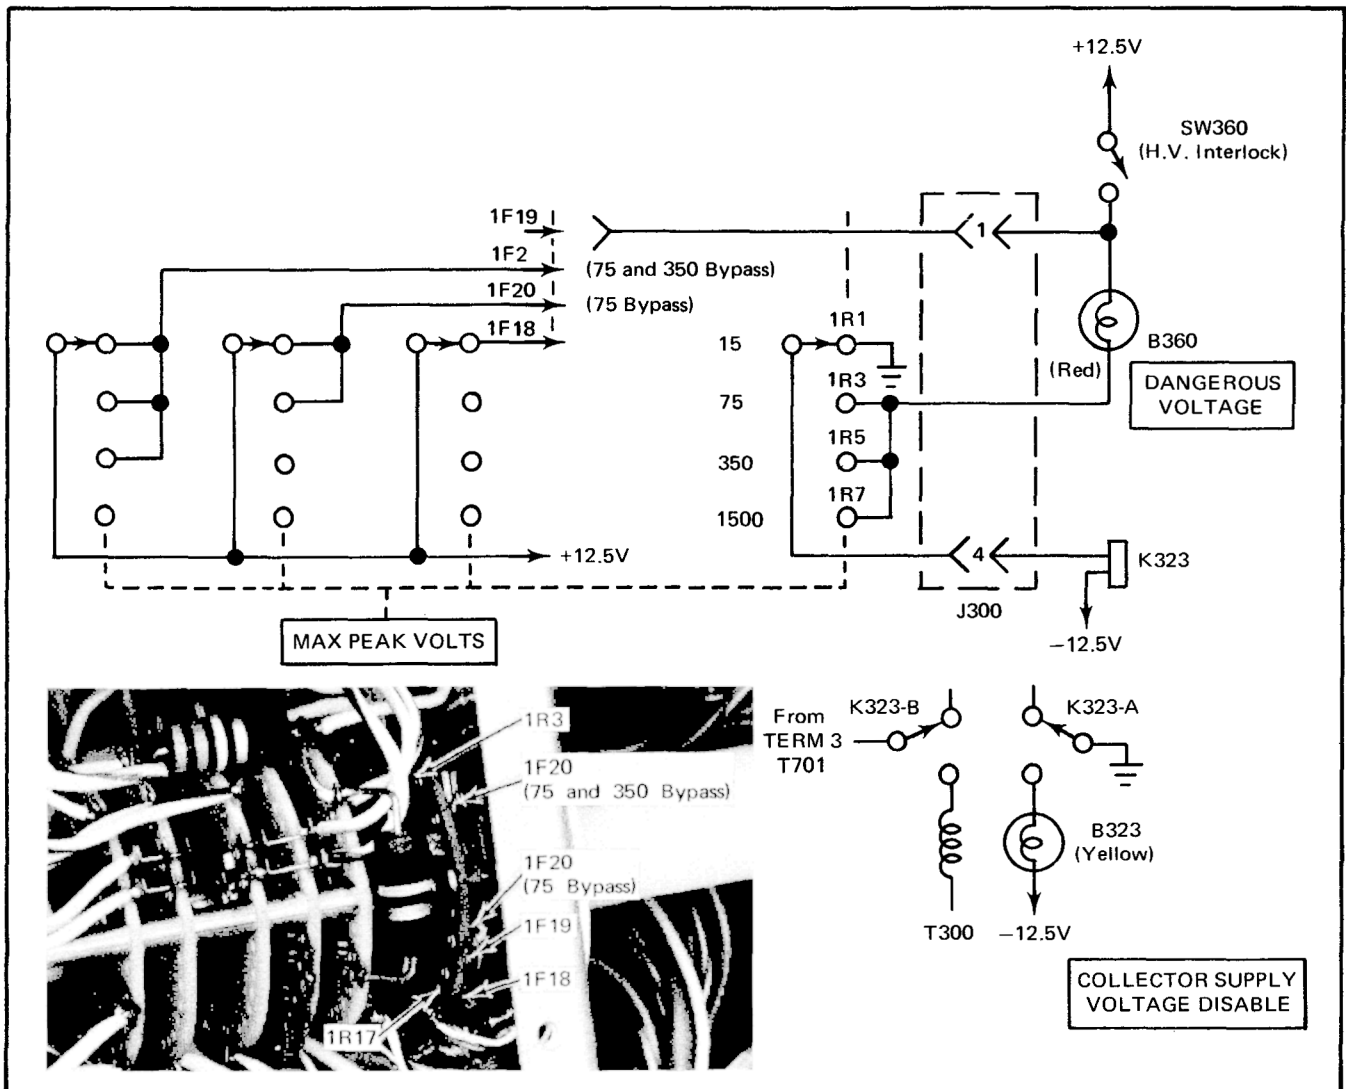 +12.5V
SW360
(H.V. Interlock)
1F19
1
1F2
(75 and 350 Bypass)
1F20
(75 Bypass)
1F18
15
1R1
B360
(Red)
DANGEROUS
VOLTAGE
75
1R3
350
1R5
1500
1R7
+12.5V
4
K323
J300
−12.5V
MAX PEAK VOLTS
1R3
1F20
(75 and 350 Bypass)
1F20
(75 Bypass)
1F19
1F18
1R17
From
TERM 3
T701
K323-B
K323-A
B323
(Yellow)
T300
−12.5V
COLLECTOR SUPPLY
VOLTAGE DISABLE